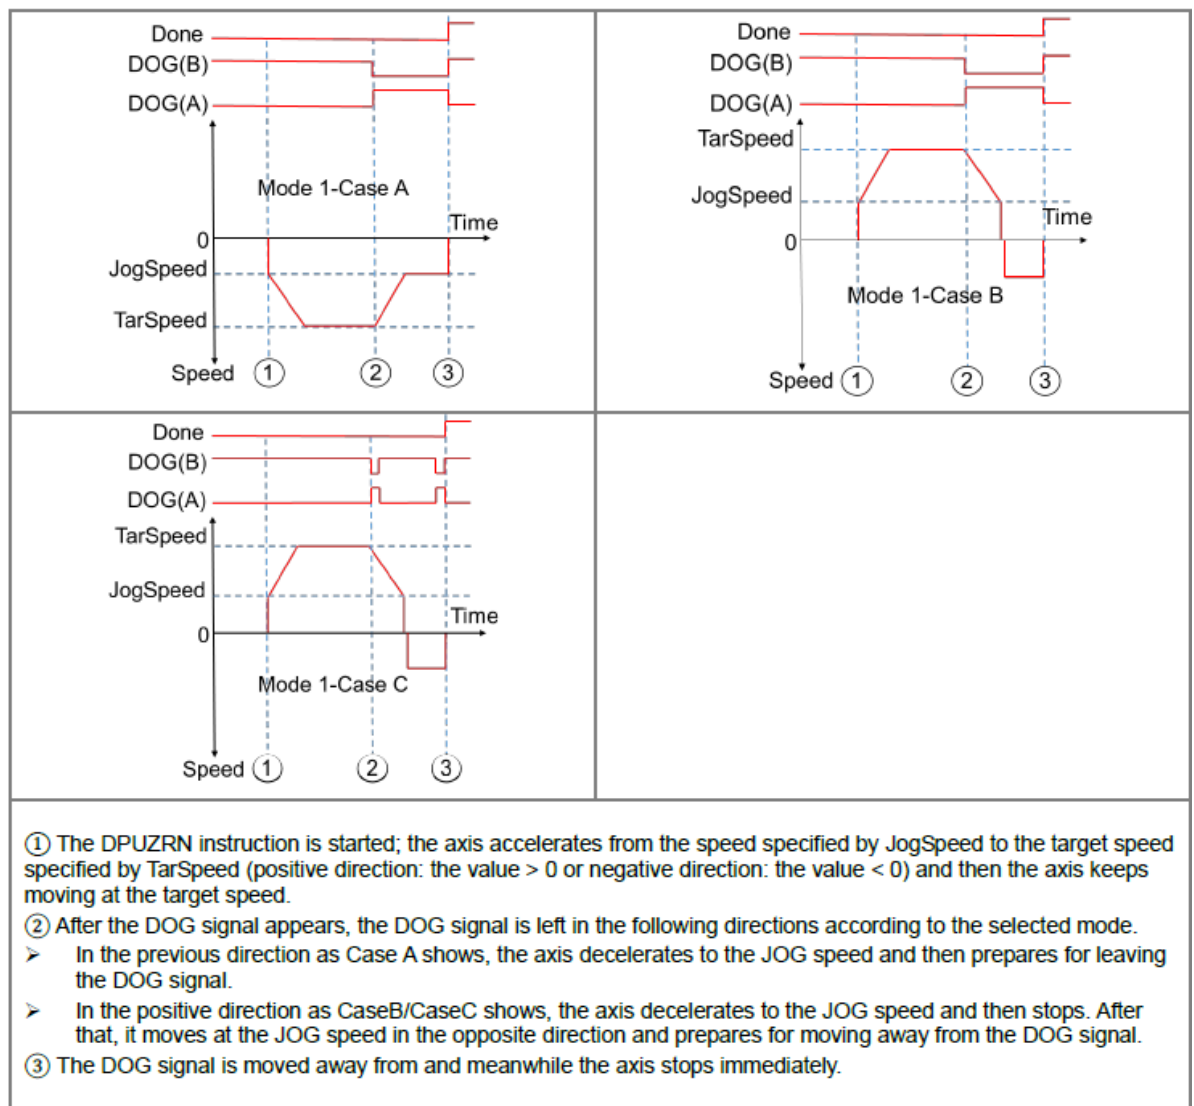 Done
DOG(B)
DOG(A)
Mode 1-Case A
Time
0
JogSpeed
TarSpeed
Speed
1
2
3
Done
DOG(B)
DOG(A)
TarSpeed
JogSpeed
Time
0
Mode 1-Case B
Speed
1
2
3
Done
DOG(B)
DOG(A)
TarSpeed
JogSpeed
Time
0
Mode 1-Case C
Speed
1
2
3
① The DPUZRN instruction is started; the axis accelerates from the speed specified by JogSpeed to the target speed
specified by TarSpeed (positive direction: the value > 0 or negative direction: the value < 0) and then the axis keeps
moving at the target speed.
② After the DOG signal appears, the DOG signal is left in the following directions according to the selected mode.
➢ In the previous direction as Case A shows, the axis decelerates to the JOG speed and then prepares for leaving
the DOG signal.
➢ In the positive direction as CaseB/CaseC shows, the axis decelerates to the JOG speed and then stops. After
that, it moves at the JOG speed in the opposite direction and prepares for moving away from the DOG signal.
③ The DOG signal is moved away from and meanwhile the axis stops immediately.